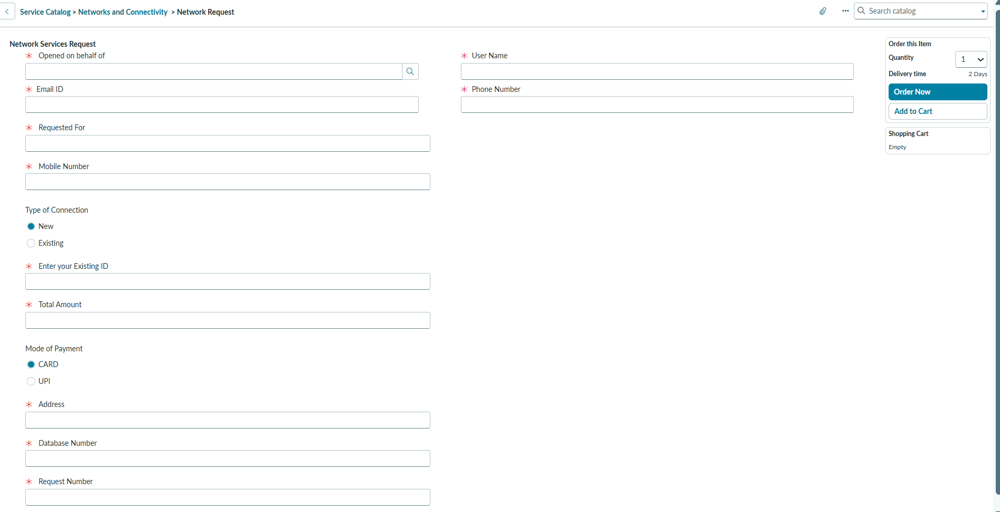 Service Catalog > Networks and Connectivity > Network Request
Search catalog
Network Services Request
* Opened on behalf of
* User Name
* Email ID
* Phone Number
* Requested For
* Mobile Number
Type of Connection
New
Existing
* Enter your Existing ID
* Total Amount
Mode of Payment
CARD
UPI
* Address
* Database Number
* Request Number
Order this Item
Quantity 1
Delivery time 2 Days
Order Now
Add to Cart
Shopping Cart
Empty